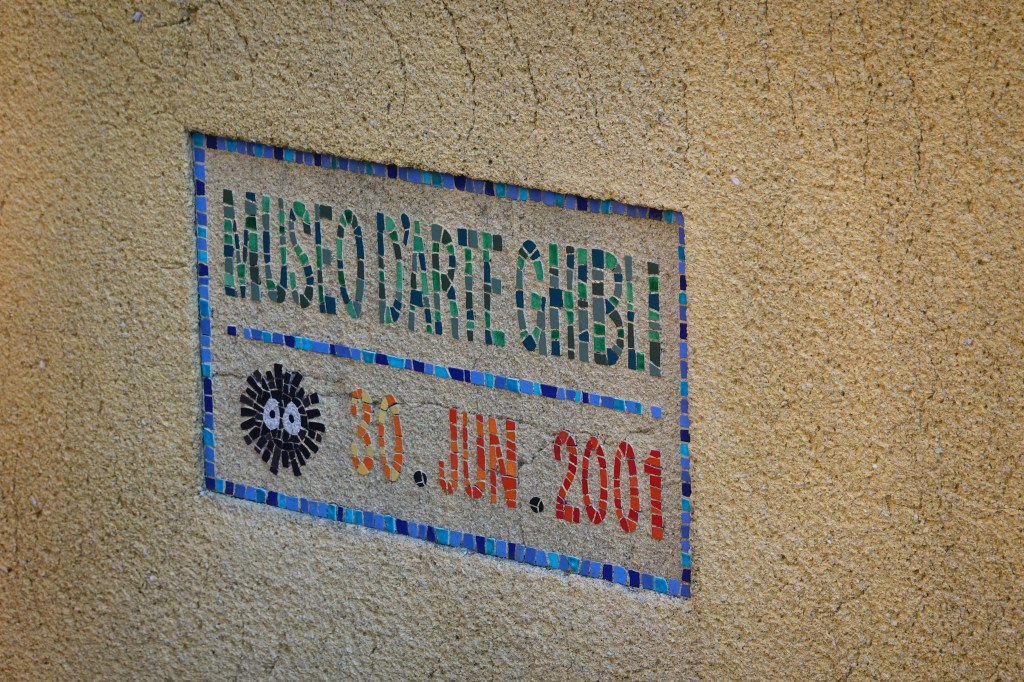 MUSEO D'ARTE GHIBLI
30. JUN. 2001